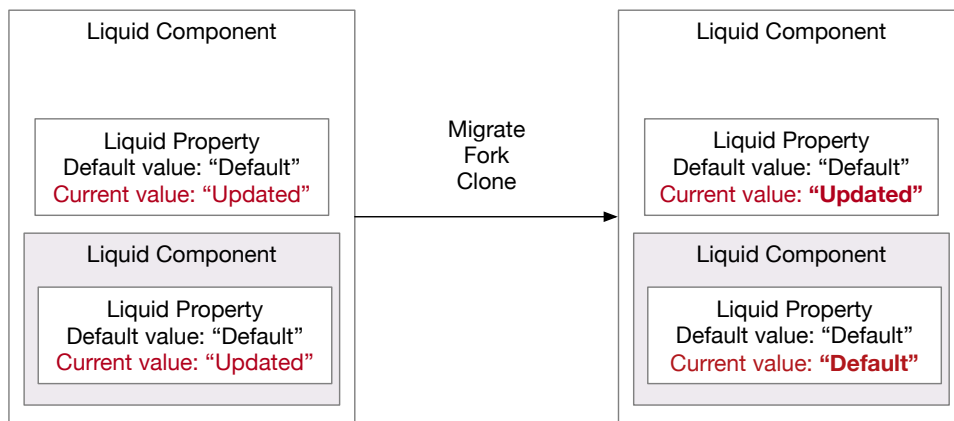 Liquid Component
Liquid Property
Default value: “Default”
Current value: “Updated”
Liquid Component
Liquid Property
Default value: “Default”
Current value: “Updated”
Migrate
Fork
Clone
Liquid Component
Liquid Property
Default value: “Default”
Current value: “Updated”
Liquid Component
Liquid Property
Default value: “Default”
Current value: “Default”